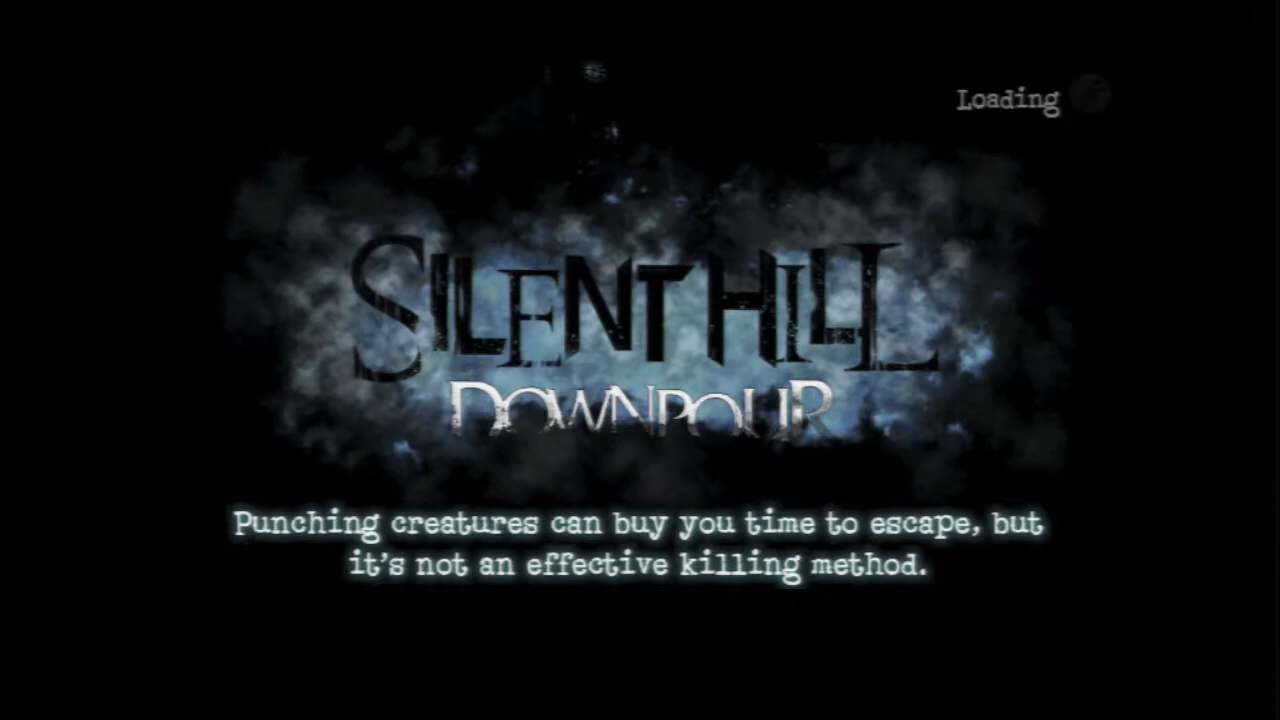 Loading
SILENT HILL
DOWNPOUR
Punching creatures can buy you time to escape, but
it's not an effective killing method.